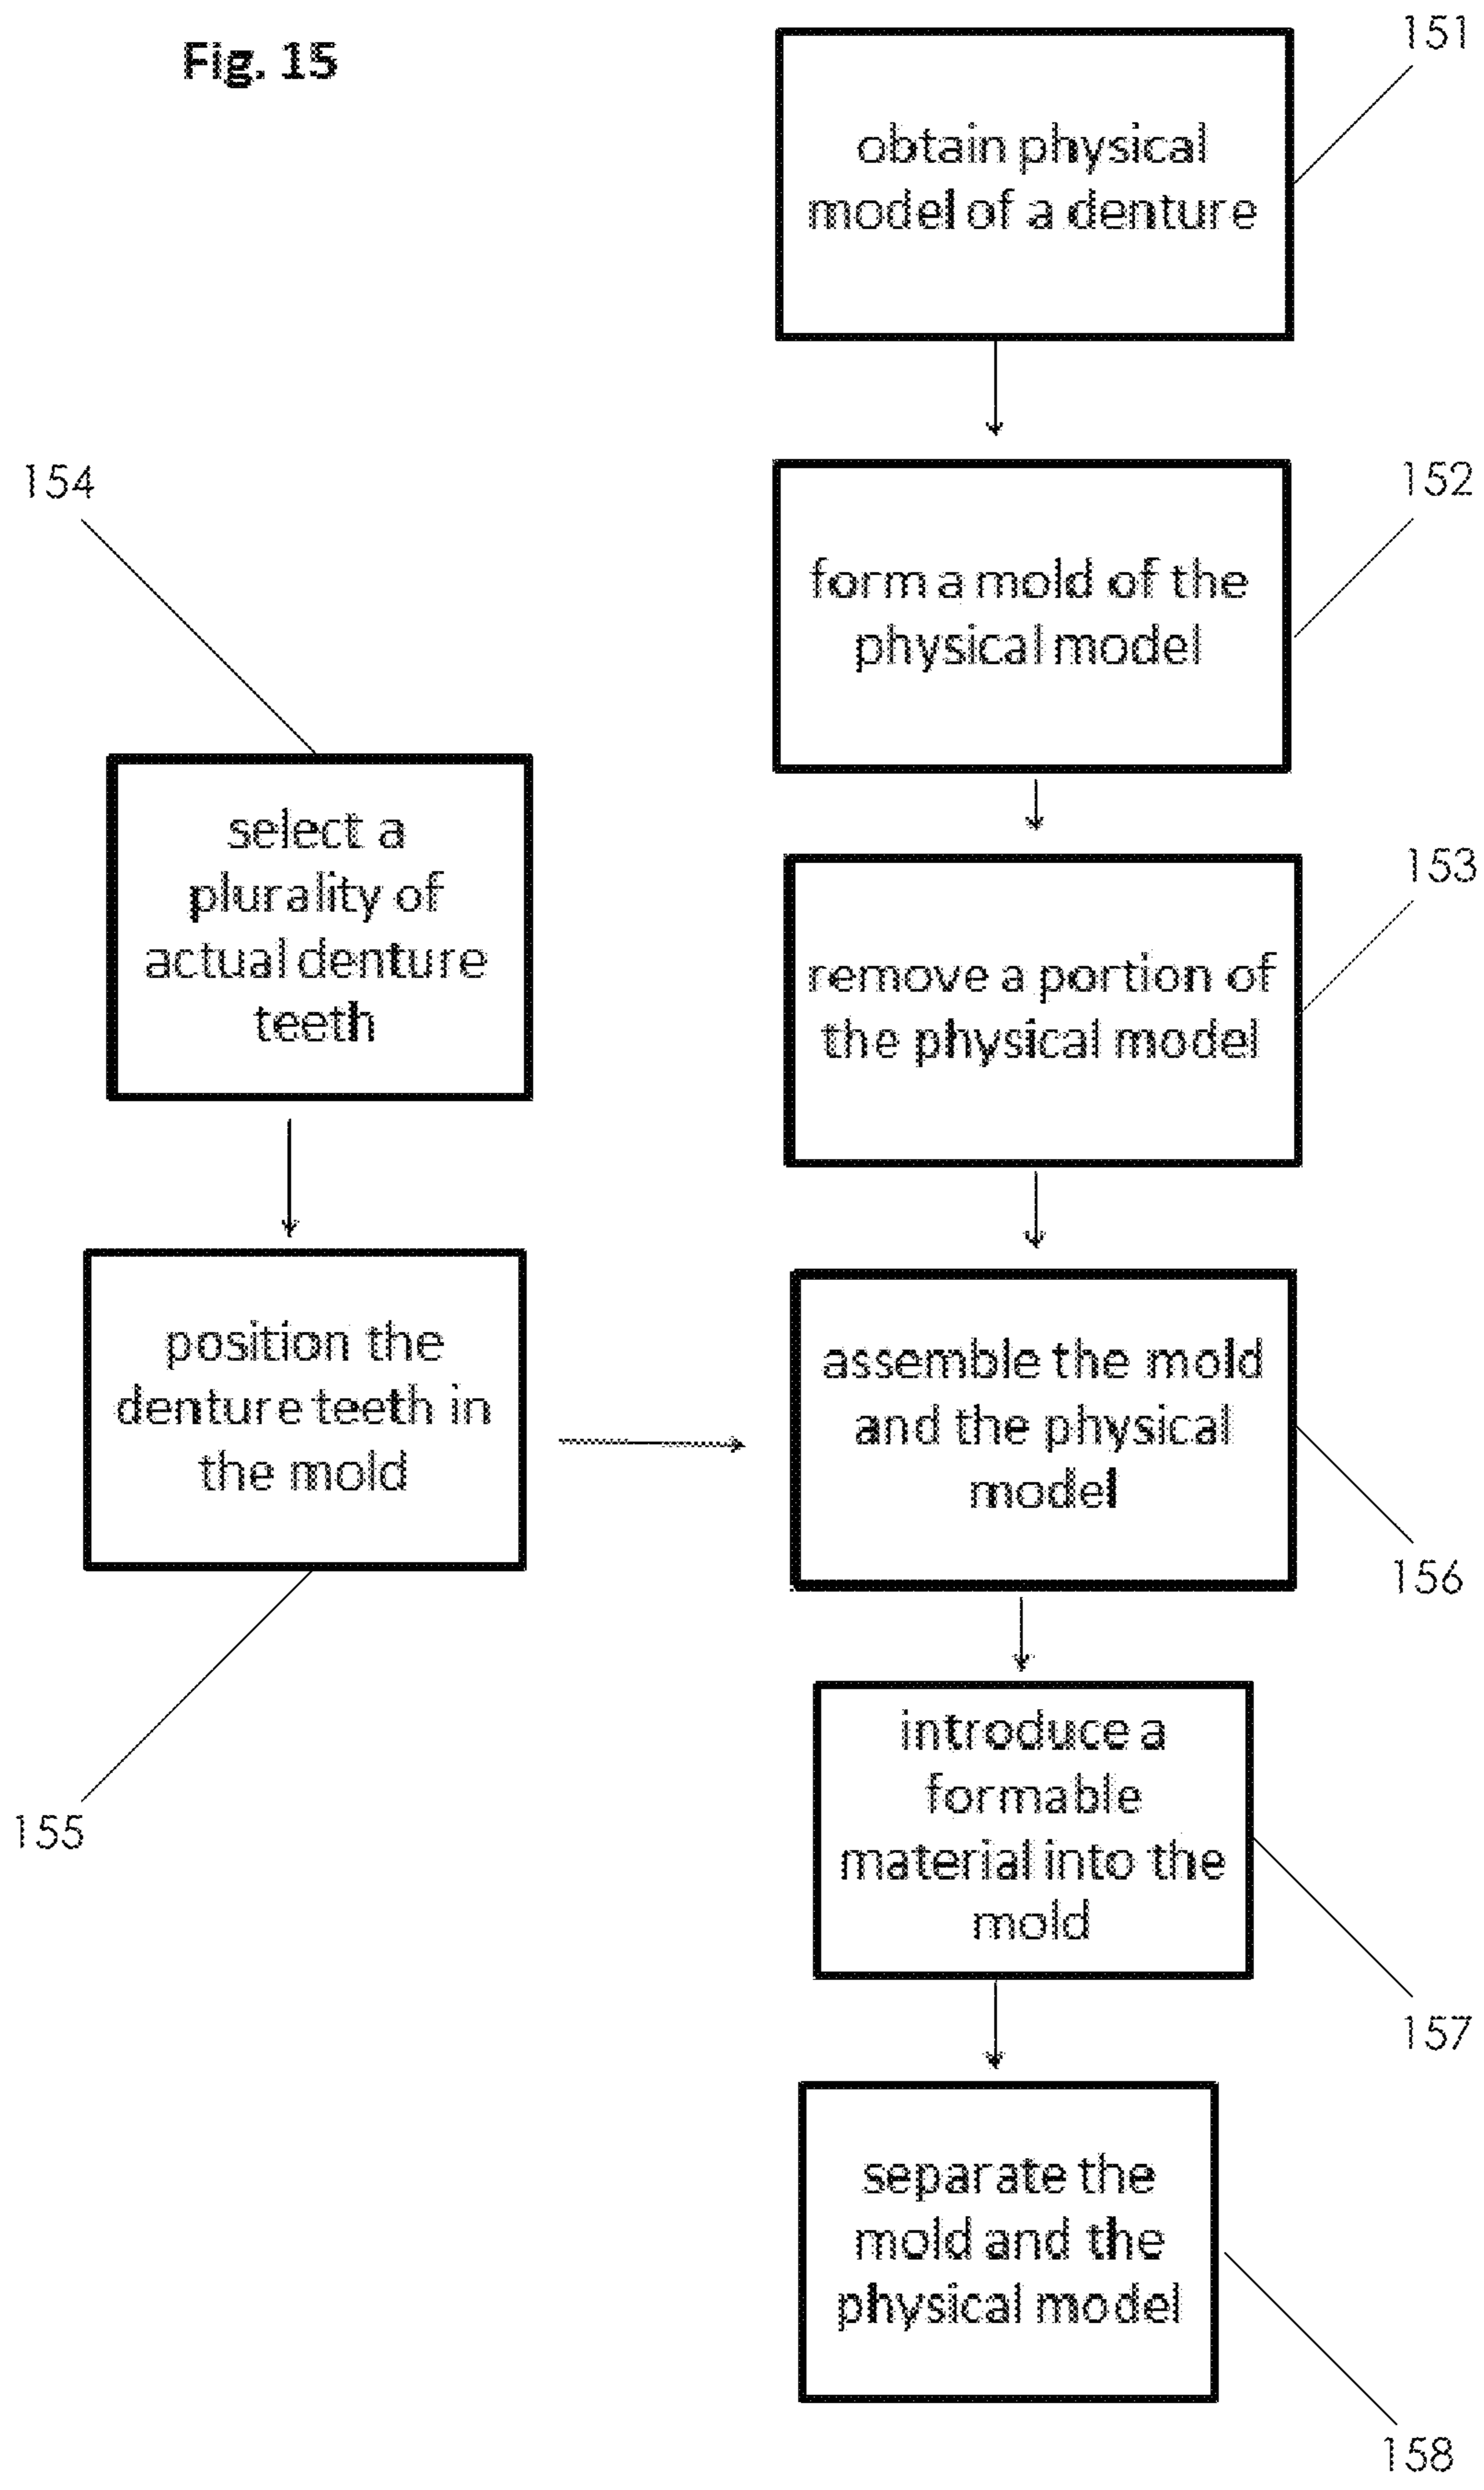 Fig. 15
151
obtain physical
model of a denture
152
form a mold of the
physical model
153
remove a portion of
the physical model
154
select a
plurality of
actual denture
teeth
position the
denture teeth in
the mold
155
assemble the mold
and the physical
model
156
introduce a
formable
material into the
mold
157
separate the
mold and the
physical model
158